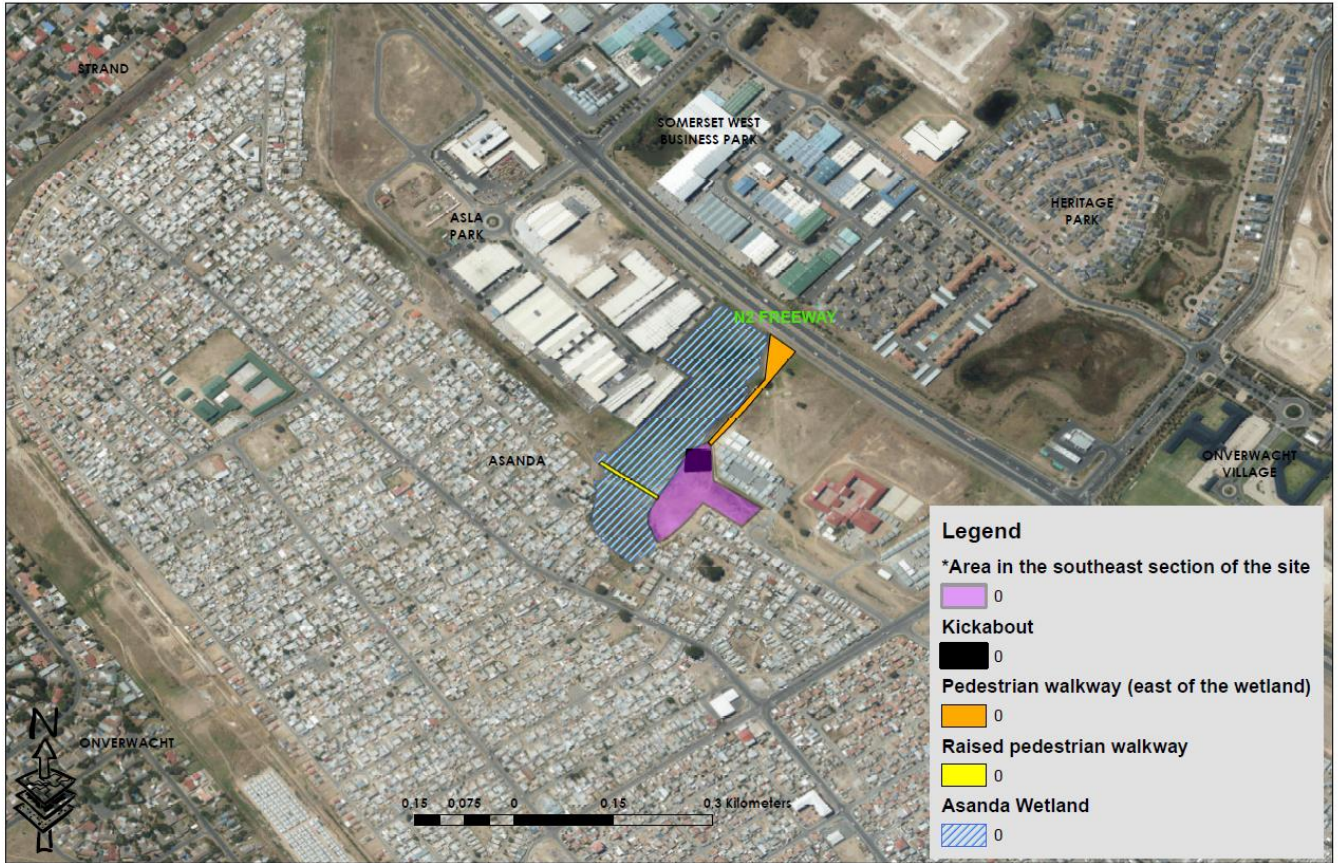 STRAND
SOMERSET WEST
BUSINESS PARK
HERITAGE
PARK
ASLA
PARK
N2 FREEWAY
ASANDA
ONVERWACHT
VILLAGE
Legend
*Area in the southeast section of the site
0
Kickabout
0
Pedestrian walkway (east of the wetland)
0
Raised pedestrian walkway
0
Asanda Wetland
0
N
ONVERWACHT
0,15 0,075 0 0,15 0,3 Kilometers